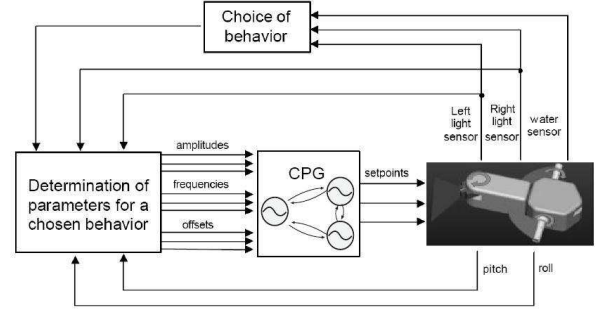 Choice of
behavior
Left
light
sensor
Right
light
sensor
water
sensor
amplitudes
frequencies
offsets
Determination of
parameters for a
chosen behavior
CPG
setpoints
pitch
roll